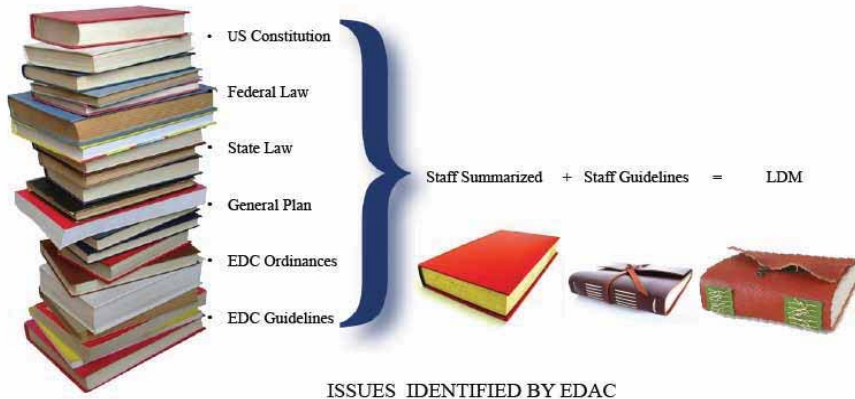 • US Constitution
• Federal Law
• State Law
• General Plan
• EDC Ordinances
• EDC Guidelines
Staff Summarized + Staff Guidelines = LDM
ISSUES IDENTIFIED BY EDAC